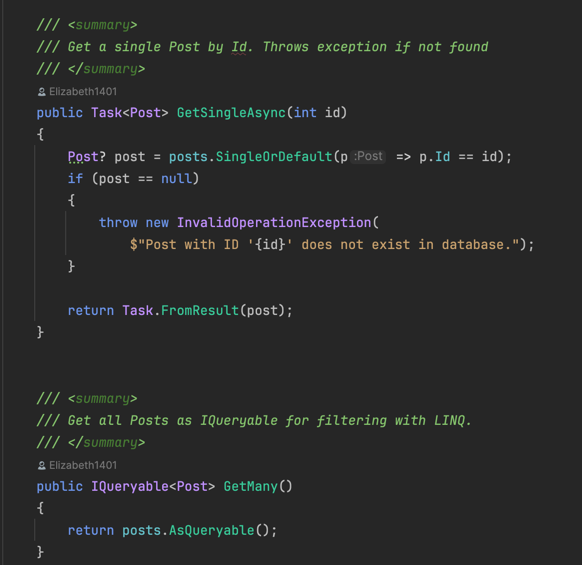 /// <summary>
/// Get a single Post by Id. Throws exception if not found
/// </summary>
Elizabeth1401
public Task<Post> GetSingleAsync(int id)
{
Post? post = posts.SingleOrDefault(p :Post => p.Id == id);
if (post == null)
{
throw new InvalidOperationException(
$"Post with ID '{id}' does not exist in database.");
}
return Task.FromResult(post);
}
/// <summary>
/// Get all Posts as IQueryable for filtering with LINQ.
/// </summary>
Elizabeth1401
public IQueryable<Post> GetMany()
{
return posts.AsQueryable();
}